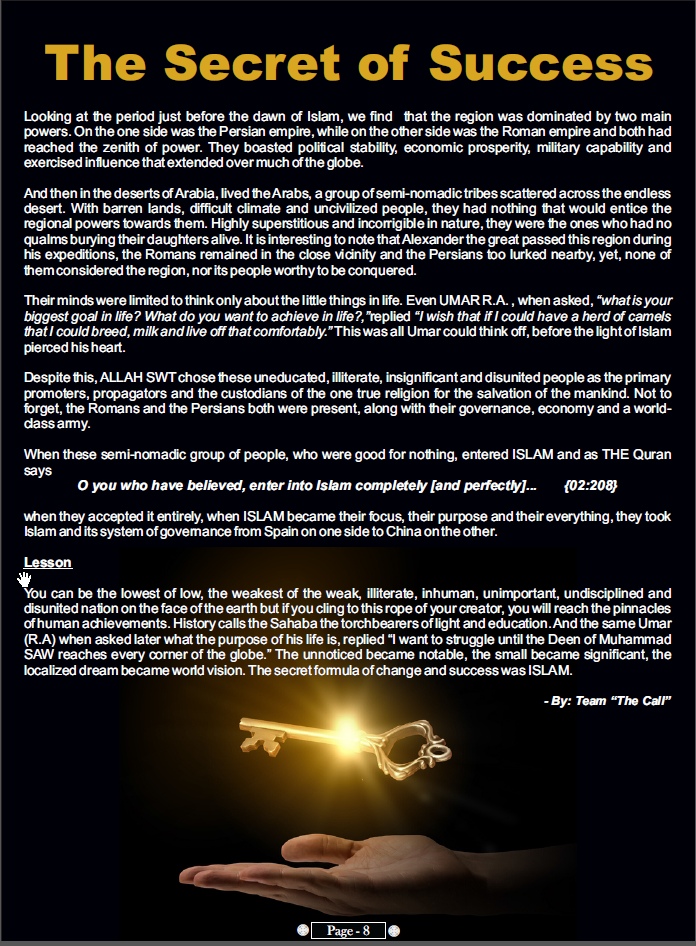 The Secret of Success
Looking at the period just before the dawn of Islam, we find that the region was dominated by two main
powers. On the one side was the Persian empire, while on the other side was the Roman empire and both had
reached the zenith of power. They boasted political stability, economic prosperity, military capability and
exercised influence that extended over much of the globe.
And then in the deserts of Arabia, lived the Arabs, a group of semi-nomadic tribes scattered across the endless
desert. With barren lands, difficult climate and uncivilized people, they had nothing that would entice the
regional powers towards them. Highly superstitious and incorrigible in nature, they were the ones who had no
qualms burying their daughters alive. It is interesting to note that Alexander the great passed this region during
his expeditions, the Romans remained in the close vicinity and the Persians too lurked nearby, yet, none of
them considered the region, nor its people worthy to be conquered.
Their minds were limited to think only about the little things in life. Even UMAR R.A. , when asked, “what is your
biggest goal in life? What do you want to achieve in life?,”replied “I wish that if I could have a herd of camels
that I could breed, milk and live off that comfortably.” This was all Umar could think off, before the light of Islam
pierced his heart.
Despite this, ALLAH SWT chose these uneducated, illiterate, insignificant and disunited people as the primary
promoters, propagators and the custodians of the one true religion for the salvation of the mankind. Not to
forget, the Romans and the Persians both were present, along with their governance, economy and a world-
class army.
When these semi-nomadic group of people, who were good for nothing, entered ISLAM and as THE Quran
says
O you who have believed, enter into Islam completely [and perfectly]... {02:208}
when they accepted it entirely, when ISLAM became their focus, their purpose and their everything, they took
Islam and its system of governance from Spain on one side to China on the other.
Lesson
You can be the lowest of low, the weakest of the weak, illiterate, inhuman, unimportant, undisciplined and
disunited nation on the face of the earth but if you cling to this rope of your creator, you will reach the pinnacles
of human achievements. History calls the Sahaba the torchbearers of light and education. And the same Umar
(R.A) when asked later what the purpose of his life is, replied “I want to struggle until the Deen of Muhammad
SAW reaches every corner of the globe.” The unnoticed became notable, the small became significant, the
localized dream became world vision. The secret formula of change and success was ISLAM.
- By: Team “The Call”
Page - 8